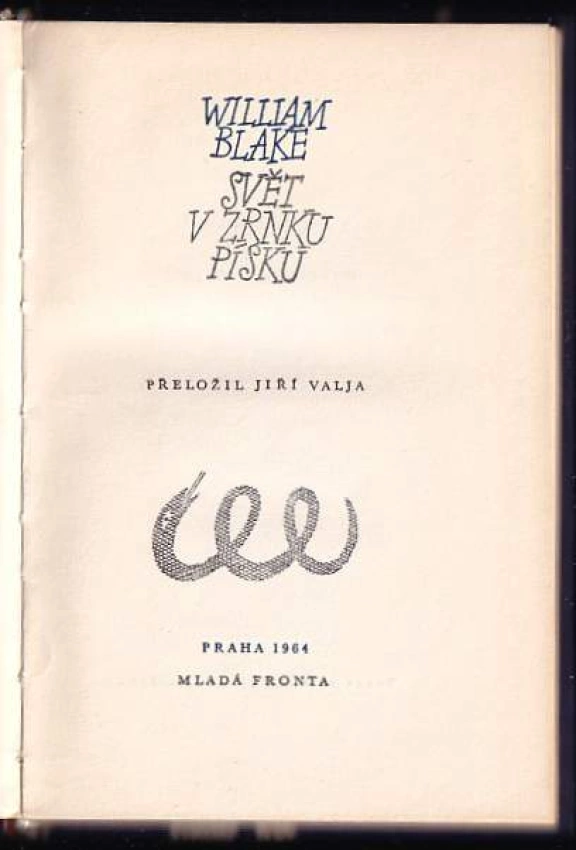 WILLIAM
BLAKE
SVĚT
V ZRNKU
PÍSKU
PŘELOŽIL JIŘÍ VALJA
PRAHA 1964
MLADÁ FRONTA